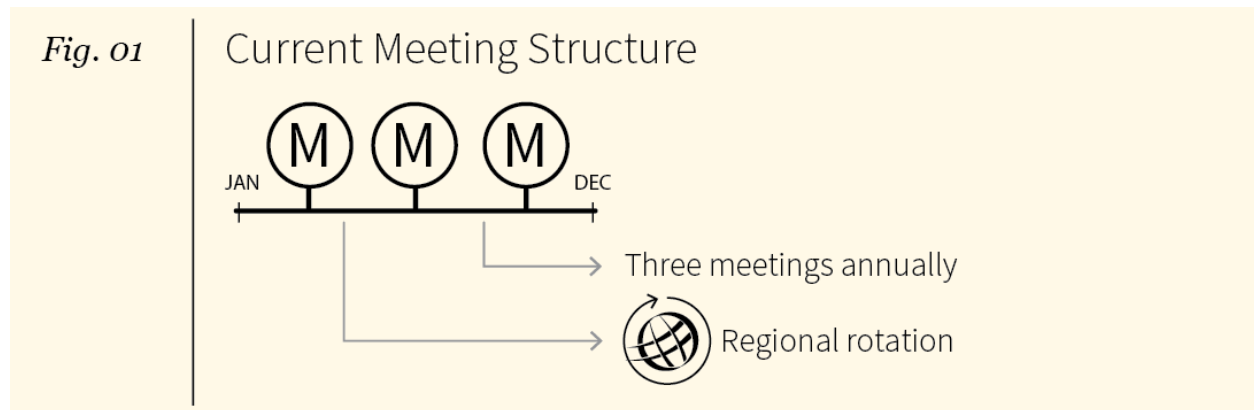 Fig. 01
Current Meeting Structure
M M M
JAN DEC
Three meetings annually
Regional rotation